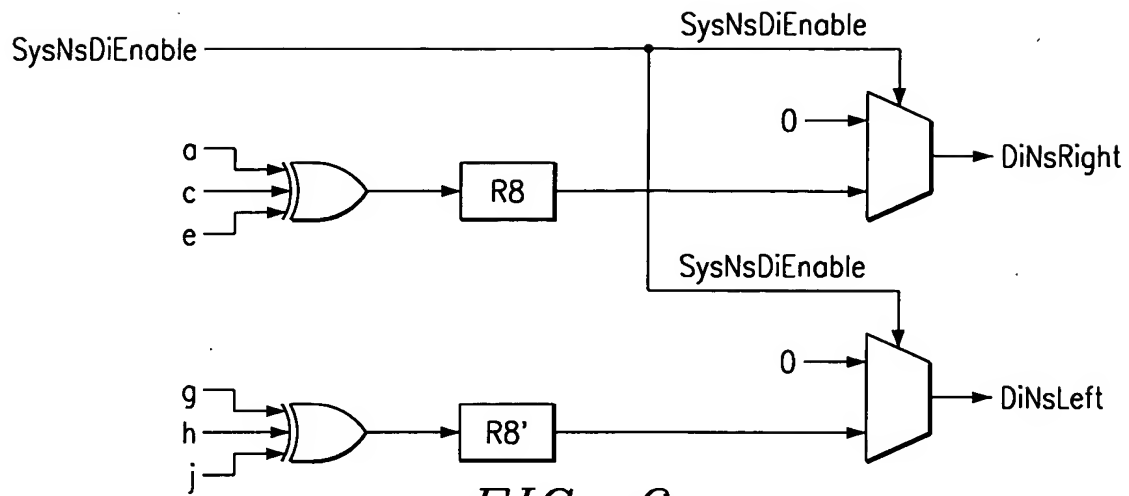 SysNsDiEnable
SysNsDiEnable
0
DiNsRight
a
c
e
R8
SysNsDiEnable
0
DiNsLeft
g
h
j
R8'